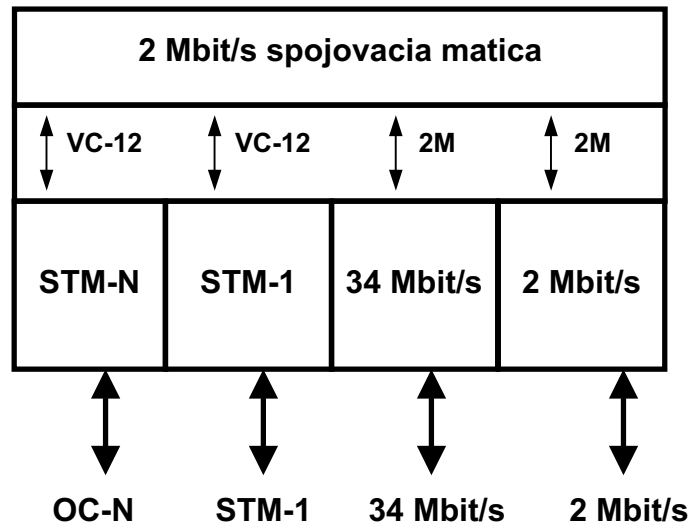 2 Mbit/s spojovacia matica
VC-12 VC-12 2M 2M
STM-N STM-1 34 Mbit/s 2 Mbit/s
OC-N STM-1 34 Mbit/s 2 Mbit/s